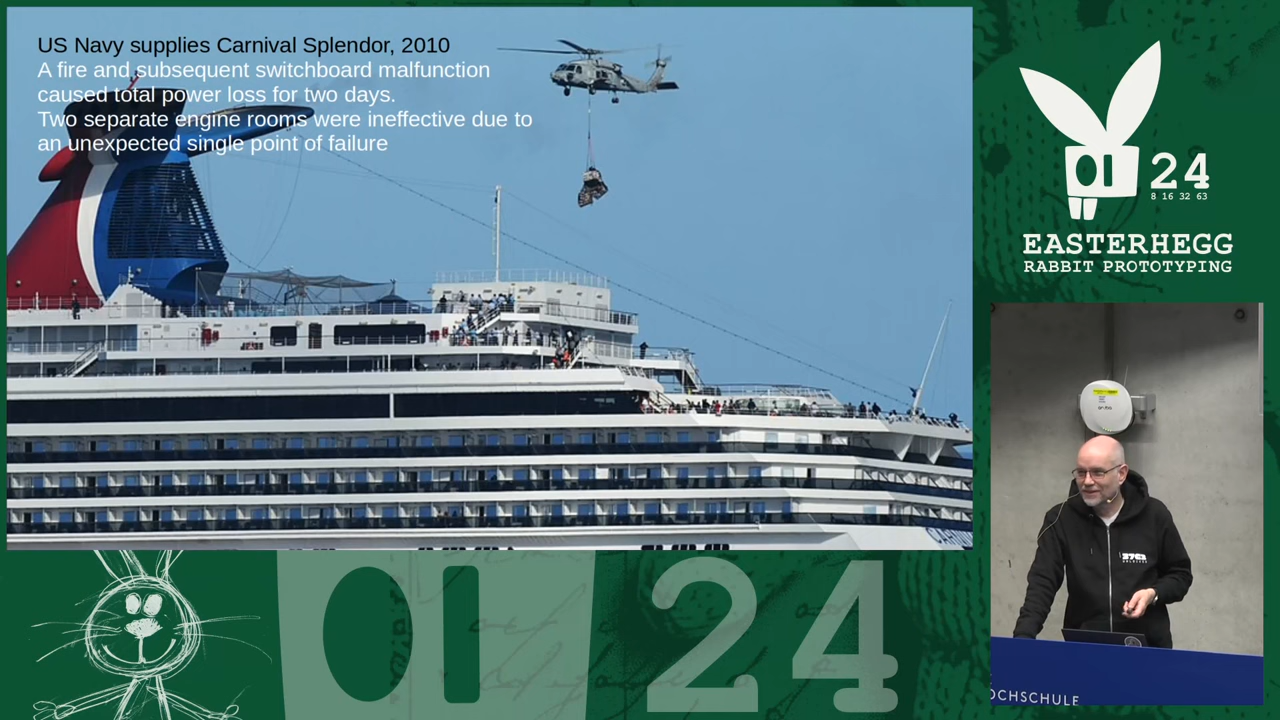 US Navy supplies Carnival Splendor, 2010
A fire and subsequent switchboard malfunction
caused total power loss for two days.
Two separate engine rooms were ineffective due to
an unexpected single point of failure
24
8 16 32 63
EASTERHEGG
RABBIT PROTOTYPING
OCHSCHULE
24